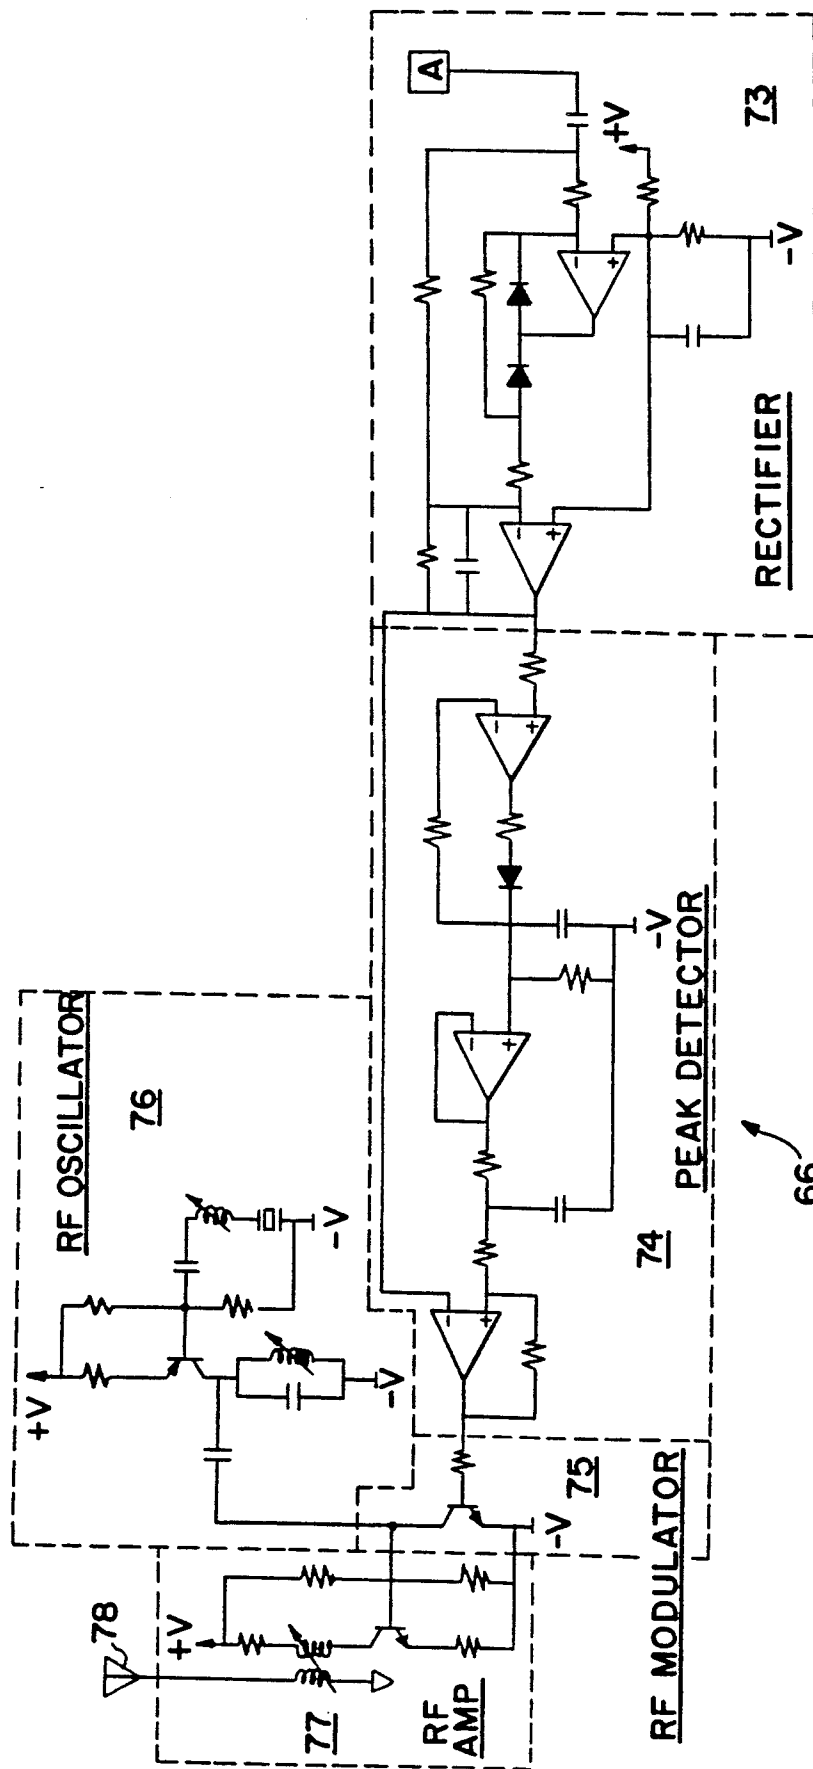 A
+V
73
-V
RECTIFIER
-
+
-
+
-
+
-V
PEAK DETECTOR
74
66
-
+
-
+
RF OSCILLATOR
76
+V
-V
-V
75
-V
RF MODULATOR
78
+V
77
RF
AMP